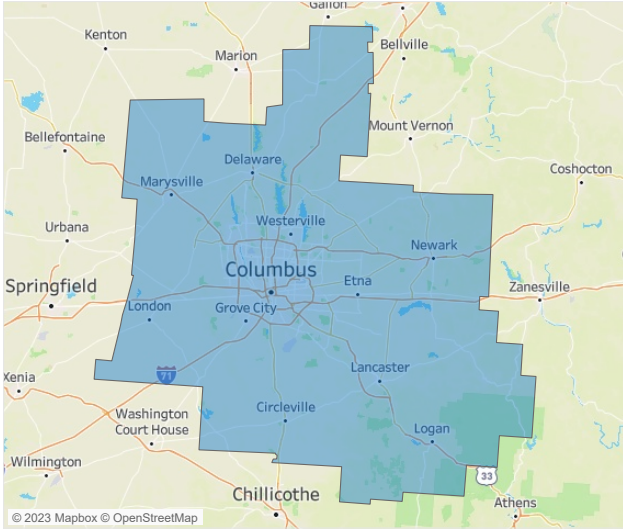 Galion
Kenton
Bellville
Marion
Bellefontaine
Mount Vernon
Delaware
Coshocton
Marysville
Urbana
Westerville
Newark
Columbus
Springfield
Etna
Zanesville
London
Grove City
Lancaster
71
Xenia
Circleville
Washington
Court House
Logan
Wilmington
33
Chillicothe
Athens
© 2023 Mapbox © OpenStreetMap